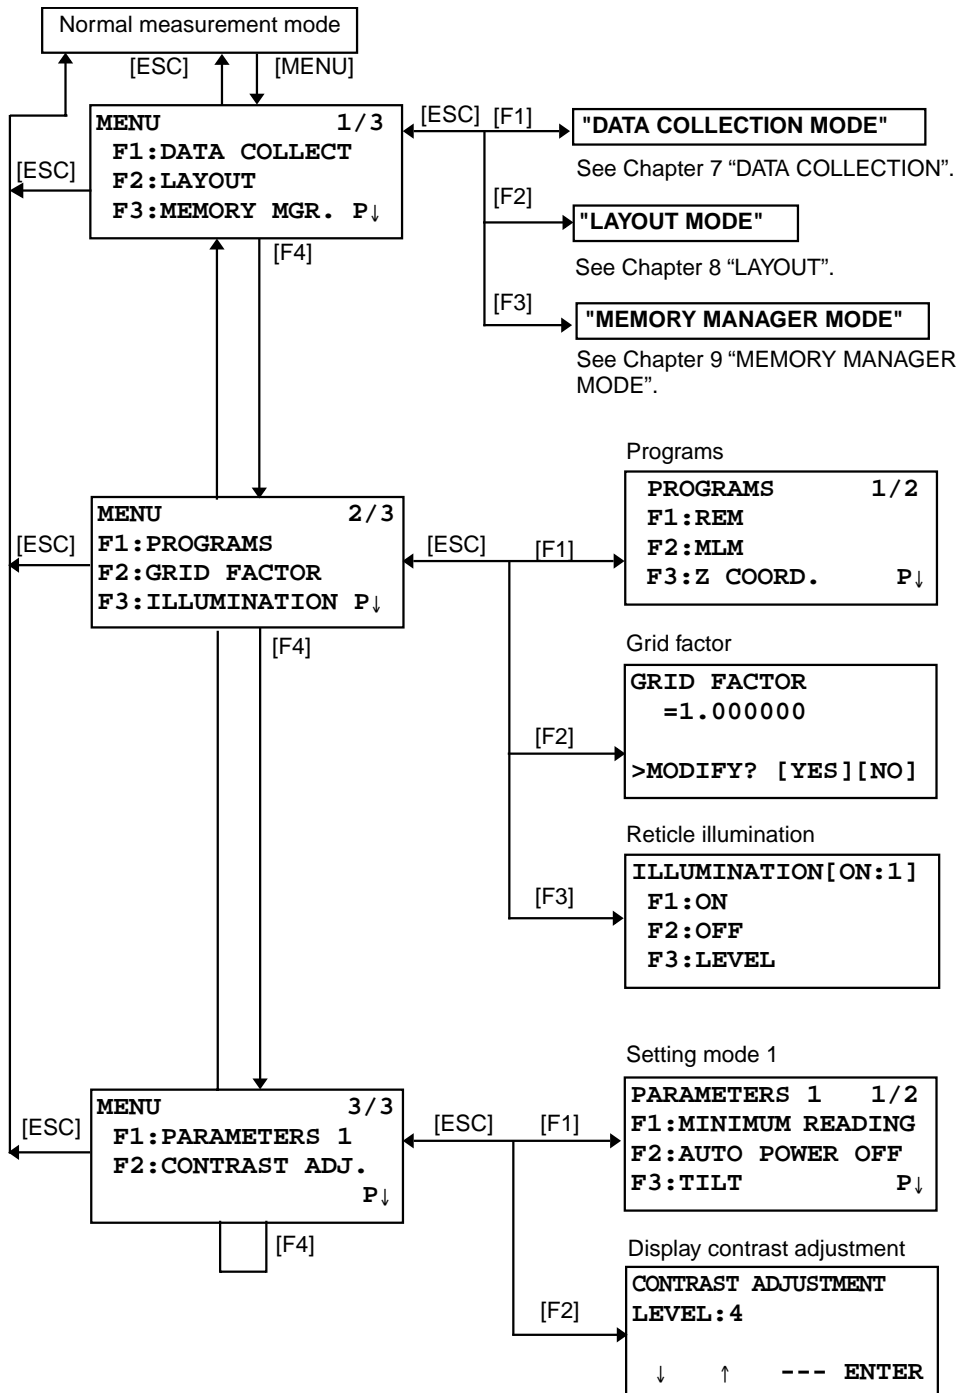 Normal measurement mode
[ESC] [MENU]
MENU 1/3
F1:DATA COLLECT
F2:LAYOUT
F3:MEMORY MGR. P↓
[ESC]
[ESC] [F1]
"DATA COLLECTION MODE"
See Chapter 7 “DATA COLLECTION”.
[F2]
"LAYOUT MODE"
See Chapter 8 “LAYOUT”.
[F3]
"MEMORY MANAGER MODE"
See Chapter 9 “MEMORY MANAGER
MODE”.
[F4]
MENU 2/3
F1:PROGRAMS
F2:GRID FACTOR
F3:ILLUMINATION P↓
[ESC]
[ESC] [F1]
Programs
PROGRAMS 1/2
F1:REM
F2:MLM
F3:Z COORD. P↓
[F4]
Grid factor
[F2]
GRID FACTOR
=1.000000
>MODIFY? [YES][NO]
Reticle illumination
[F3]
ILLUMINATION[ON:1]
F1:ON
F2:OFF
F3:LEVEL
MENU 3/3
F1:PARAMETERS 1
F2:CONTRAST ADJ.
P↓
[ESC]
[ESC] [F1]
Setting mode 1
PARAMETERS 1 1/2
F1:MINIMUM READING
F2:AUTO POWER OFF
F3:TILT P↓
[F4]
Display contrast adjustment
[F2]
CONTRAST ADJUSTMENT
LEVEL:4
↓ ↑ --- ENTER